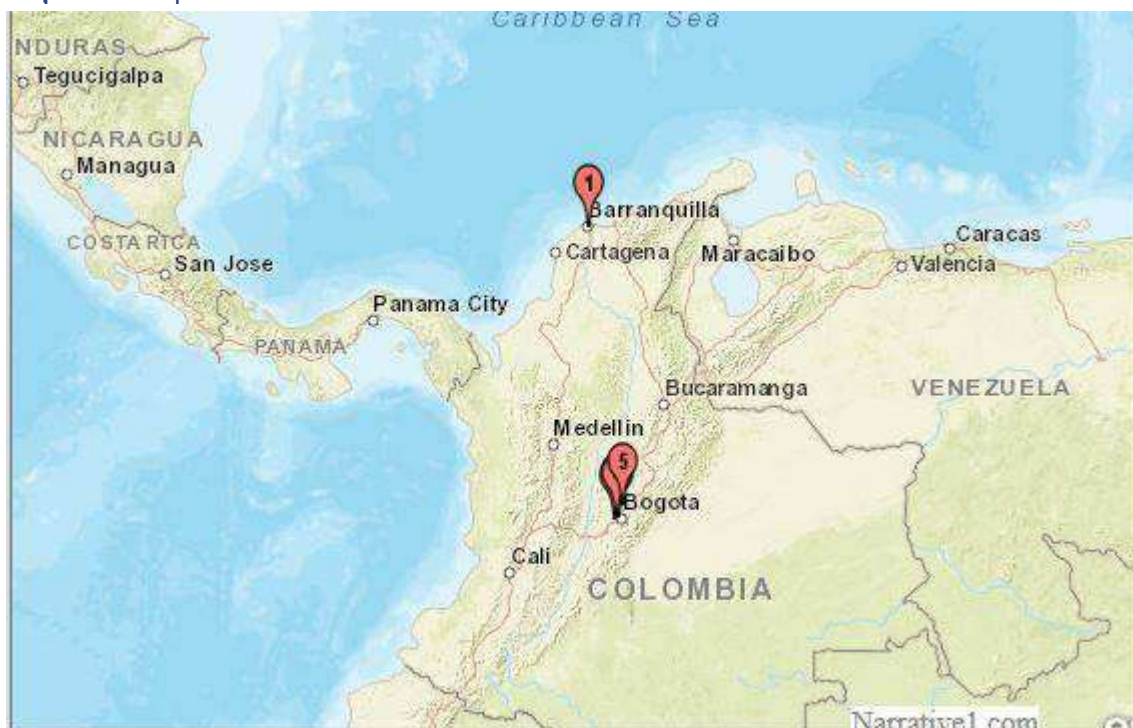 Caribbean Sea
NDURAS
Tegucigalpa
NICARAGUA
Managua
1
Barranquilla
COSTA RICA
San Jose
Cartagena
Maracaibo
Caracas
Valencia
Panama City
PANAMA
Bucaramanga
VENEZUELA
Medellin
5
Bogota
Cali
COLOMBIA
Narrative1.com